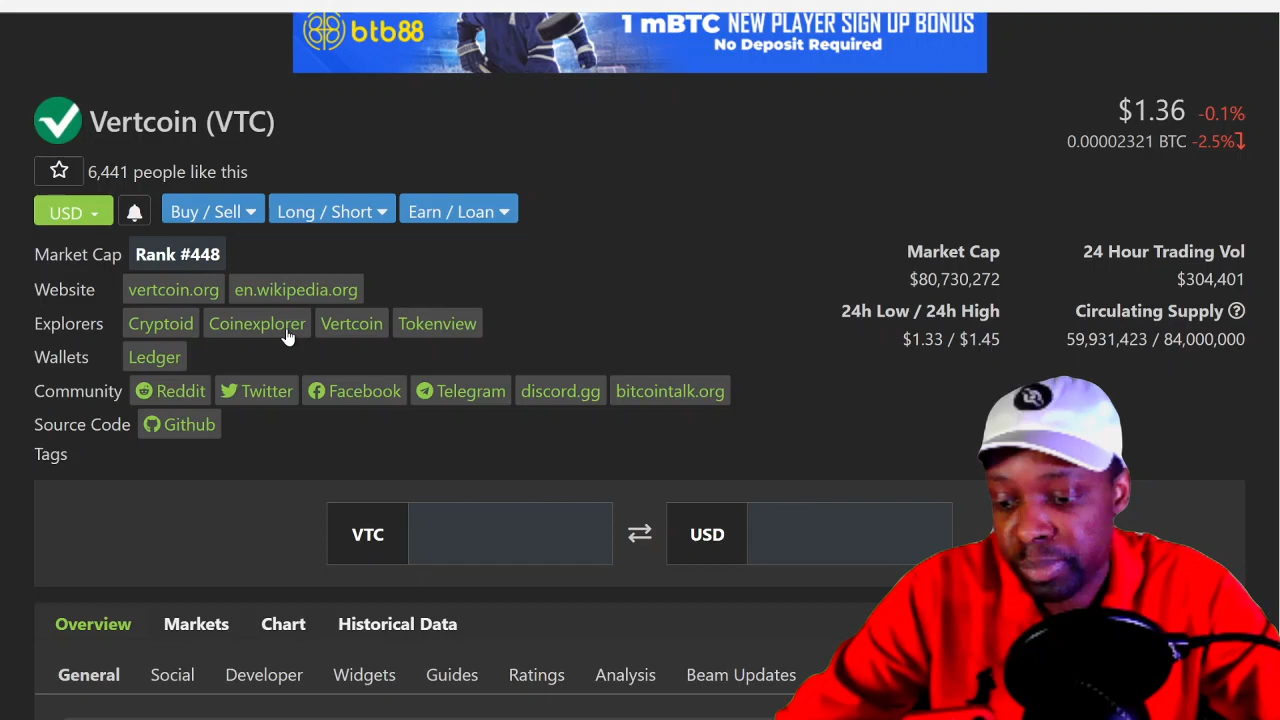 btb88
1 mBTC NEW PLAYER SIGN UP BONUS
No Deposit Required
Vertcoin (VTC)
$1.36 -0.1%
0.00002321 BTC -2.5%
6,441 people like this
USD
Buy / Sell
Long / Short
Earn / Loan
Market Cap Rank #448
Website vertcoin.org en.wikipedia.org
Explorers Cryptoid Coinexplorer Vertcoin Tokenview
Wallets Ledger
Community Reddit Twitter Facebook Telegram discord.gg bitcointalk.org
Source Code Github
Tags
Market Cap
$80,730,272
24 Hour Trading Vol
$304,401
24h Low / 24h High
$1.33 / $1.45
Circulating Supply
59,931,423 / 84,000,000
VTC
USD
Overview Markets Chart Historical Data
General Social Developer Widgets Guides Ratings Analysis Beam Updates